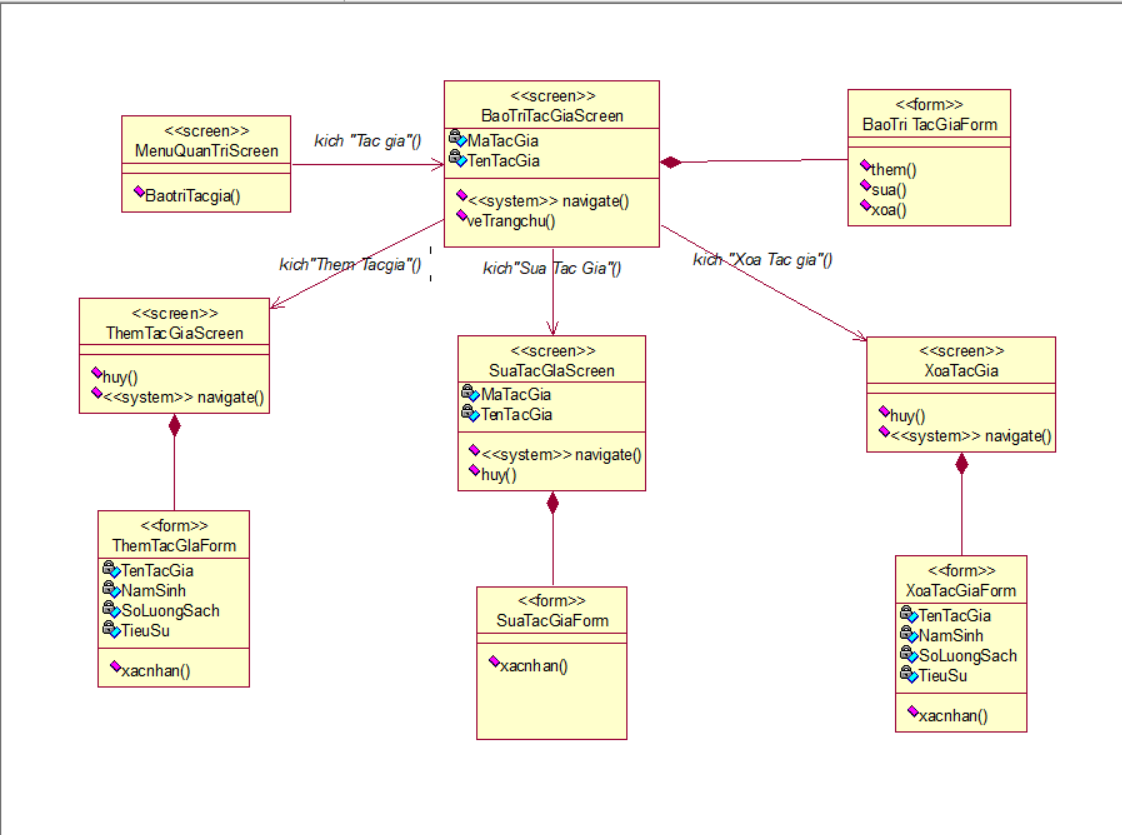 <<screen>>
MenuQuanTriScreen
BaotriTacgia()
kich "Tac gia"()
<<screen>>
BaoTriTacGiaScreen
MaTacGia
TenTacGia
<<system>> navigate()
veTrangchu()
<<form>>
BaoTri TacGiaForm
them()
sua()
xoa()
kich"Them Tacgia"()
kich"Sua Tac Gia"()
kich "Xoa Tac gia"()
<<screen>>
ThemTacGiaScreen
huy()
<<system>> navigate()
<<screen>>
SuaTacGIaScreen
MaTacGia
TenTacGia
<<system>> navigate()
huy()
<<screen>>
XoaTacGia
huy()
<<system>> navigate()
<<form>>
ThemTacGIaForm
TenTacGia
NamSinh
SoLuongSach
TieuSu
xacnhan()
<<form>>
SuaTacGiaForm
xacnhan()
<<form>>
XoaTacGiaForm
TenTacGia
NamSinh
SoLuongSach
TieuSu
xacnhan()